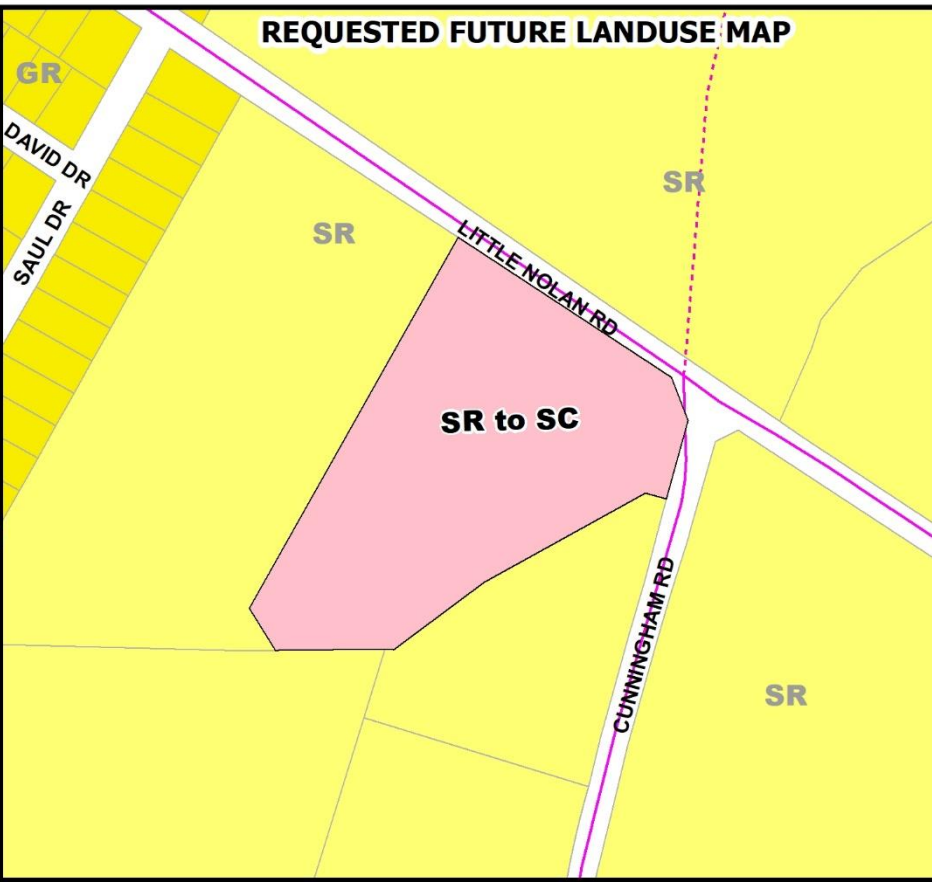 REQUESTED FUTURE LANDUSE MAP
GR
DAVID DR
SAUL DR
SR
SR
LITTLE NOLAN RD
SR to SC
CUNNINGHAM RD
SR